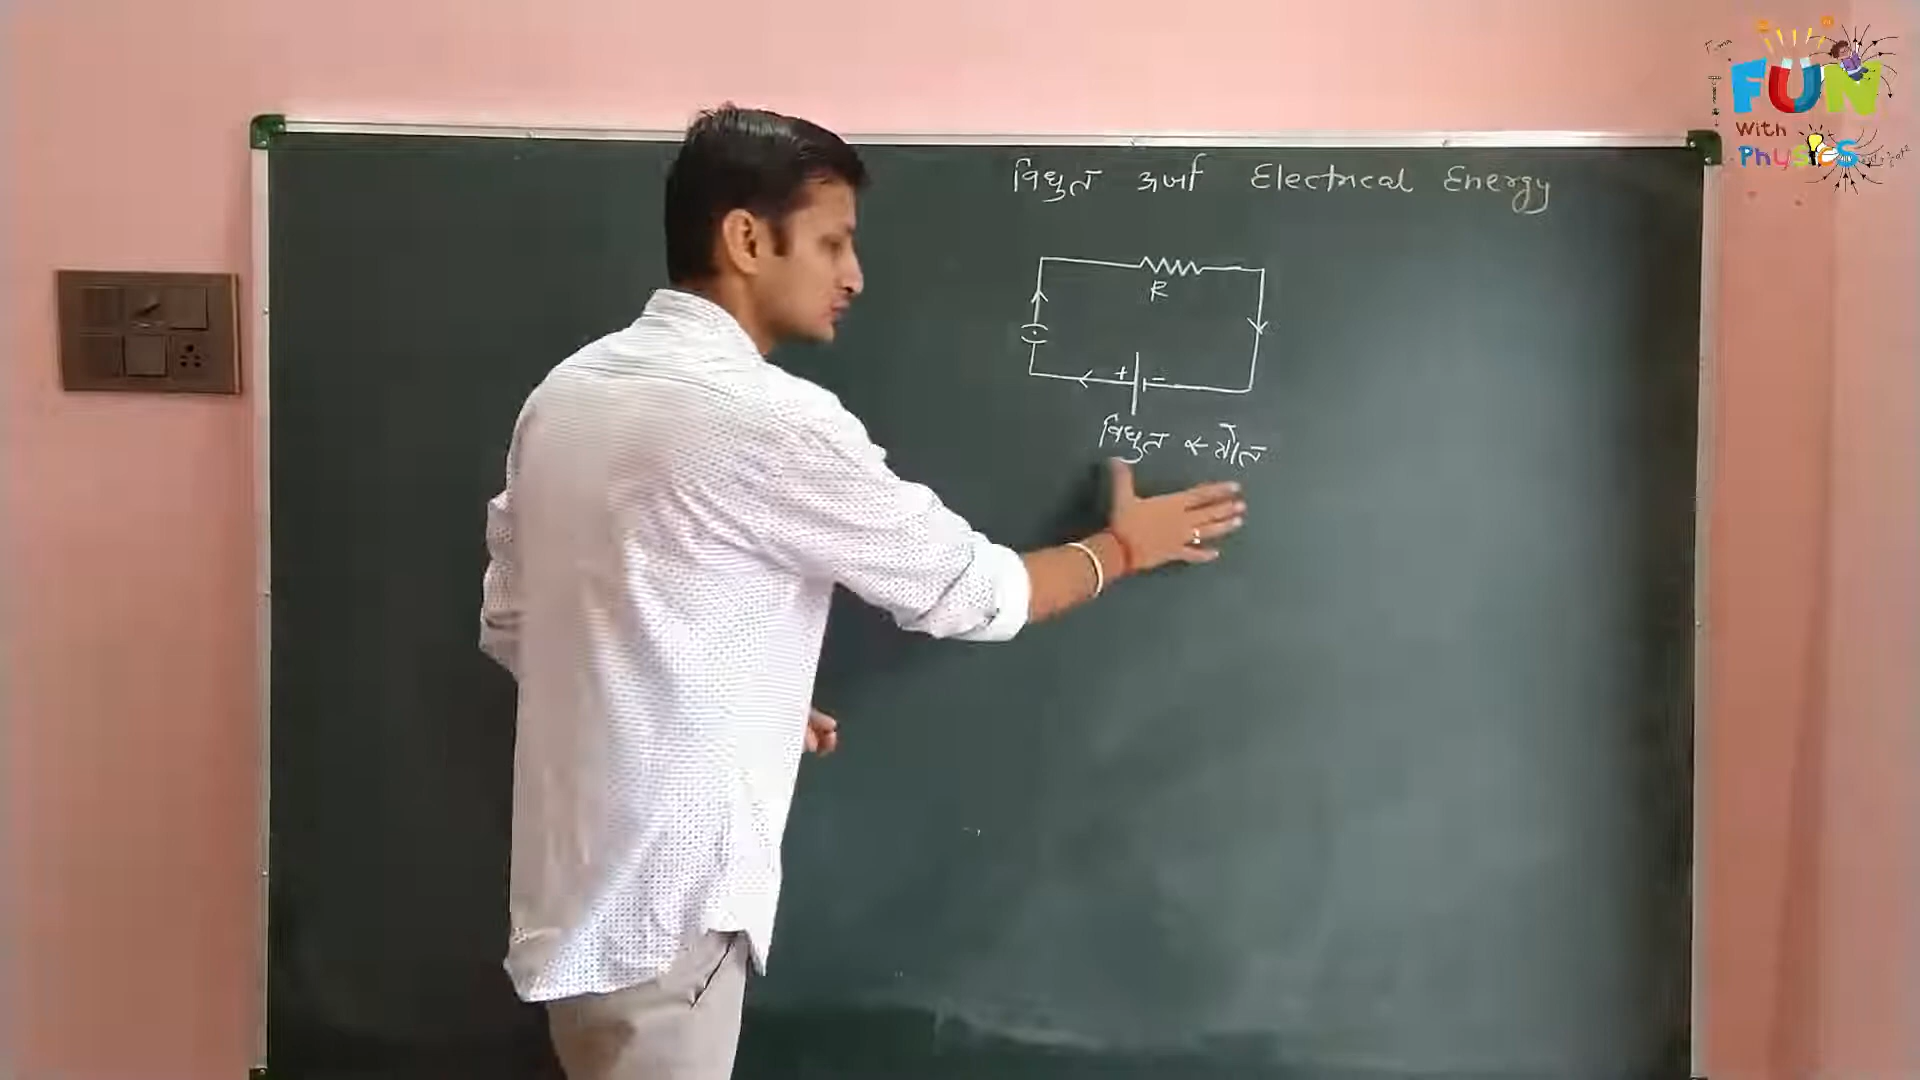 विधुत ऊर्जा Electrical Energy
R
+ -
विधुत स्त्रोत
FUN
With
Physics